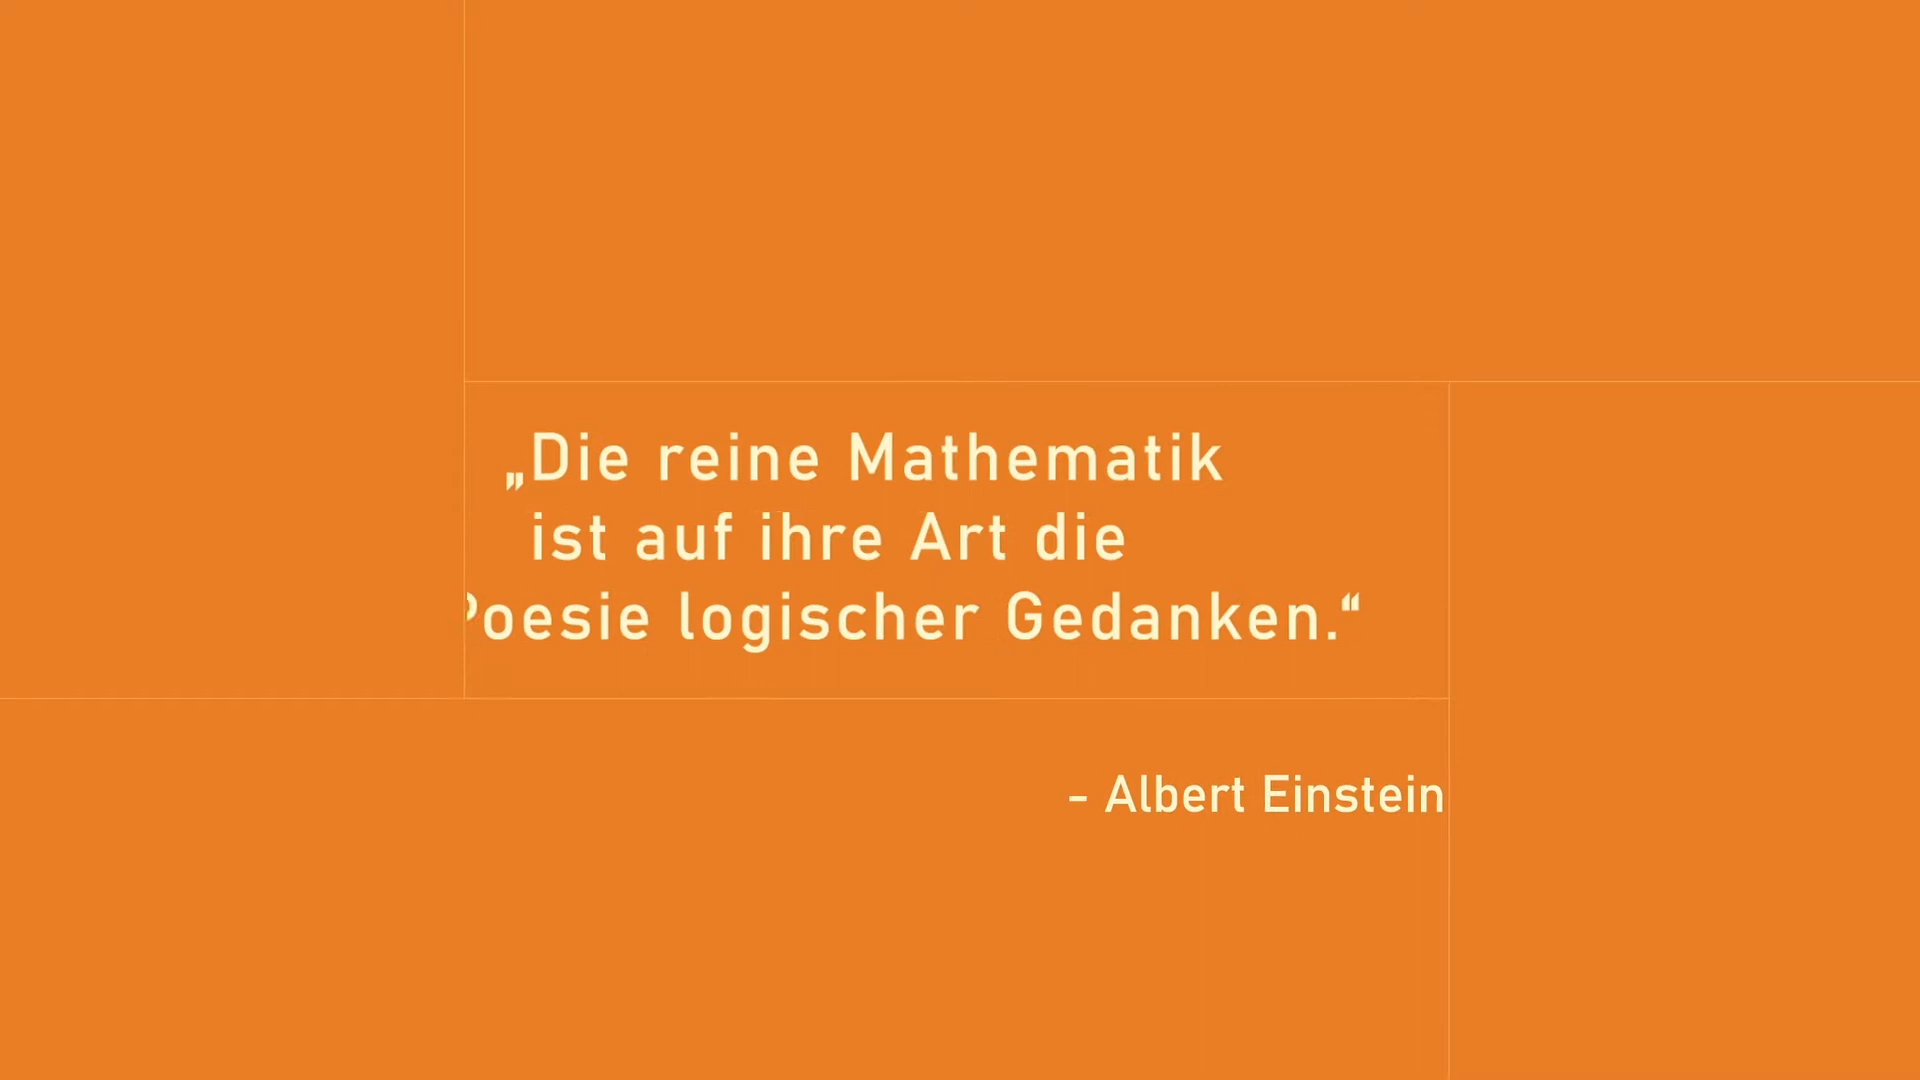 „Die reine Mathematik
ist auf ihre Art die
Poesie logischer Gedanken.“
- Albert Einstein